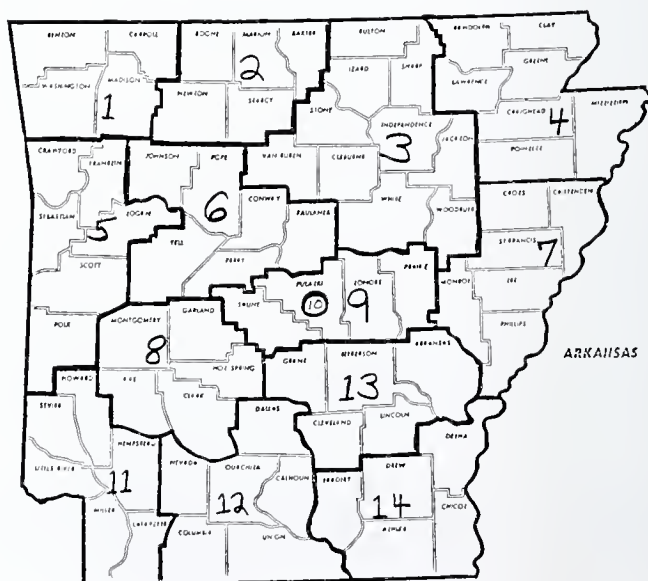 BENTON CARROLL BOONE MARION BAXTER FULTON RANDOLPH CLAY
WASHINGTON MADISON NEWTON SEARCY IZARD SHARP LAWRENCE GREENE
1 2
STONE INDEPENDENCE JACKSON CRAIGHEAD MISSISSIPPI
3 4
POINSETT
CRAWFORD FRANKLIN JOHNSON POPE VAN BUREN CLEBURNE
SEBASTIAN LOGAN CONWAY FAULKNER WHITE WOODRUFF CROSS CRITTENDEN
5 6
ST FRANCIS
7
SCOTT YELL PERRY
PULASKI LONOKE PRAIRIE MONROE LEE
SALINE 10 9
PHILLIPS
POLK MONTGOMERY GARLAND
8
HOT SPRING GRANT JEFFERSON ARKANSAS
ARKANSAS
13
HOWARD PIKE CLARK DALLAS CLEVELAND LINCOLN
SEVIER HEMPSTEAD NEVADA OUACHITA CALHOUN BRADLEY DREW DESHA
LITTLE RIVER
11 12 14
MILLER LAFAYETTE COLUMBIA UNION ASHLEY CHICOT